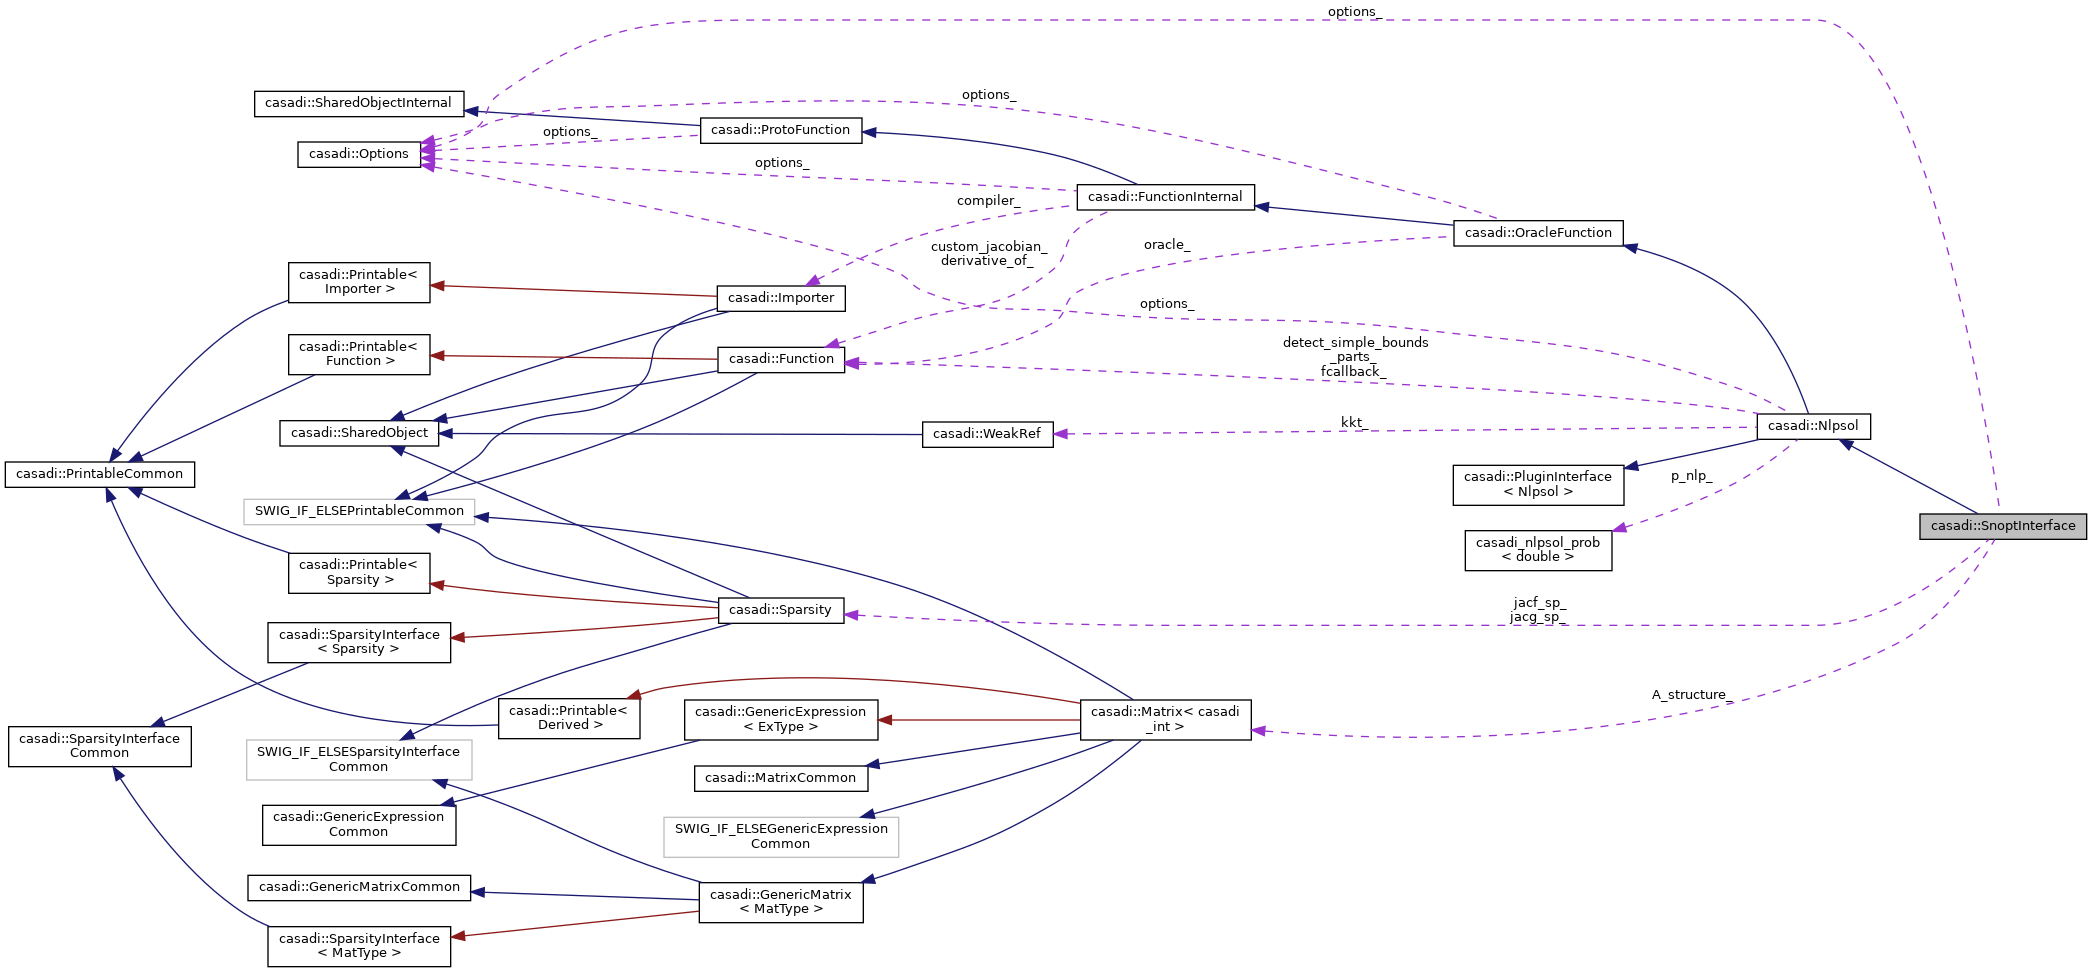 options_
casadi::SharedObjectInternal
options_
casadi::ProtoFunction
options_
casadi::Options
options_
casadi::FunctionInternal
compiler_
casadi::OracleFunction
custom_jacobian_
derivative_of_
oracle_
casadi::Printable<
Importer >
casadi::Importer
options_
casadi::Printable<
Function >
casadi::Function
detect_simple_bounds
_parts_
fcallback_
casadi::SharedObject
casadi::WeakRef
kkt_
casadi::Nlpsol
casadi::PrintableCommon
casadi::PluginInterface
< Nlpsol >
p_nlp_
SWIG_IF_ELSEPrintableCommon
casadi::SnoptInterface
casadi_nlpsol_prob
< double >
casadi::Printable<
Sparsity >
casadi::Sparsity
jacf_sp_
jacg_sp_
casadi::SparsityInterface
< Sparsity >
A_structure_
casadi::Printable<
Derived >
casadi::GenericExpression
< ExType >
casadi::Matrix< casadi
_int >
casadi::SparsityInterface
Common
SWIG_IF_ELSESparsityInterface
Common
casadi::MatrixCommon
casadi::GenericExpression
Common
SWIG_IF_ELSEGenericExpression
Common
casadi::GenericMatrixCommon
casadi::GenericMatrix
< MatType >
casadi::SparsityInterface
< MatType >